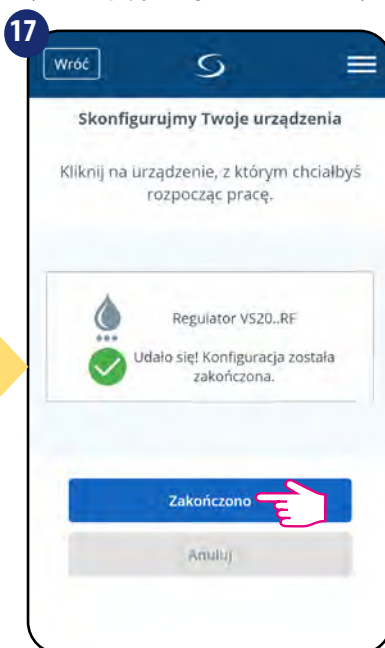 17
Wróć
Skonfigurujmy Twoje urządzenia
Kliknij na urządzenie, z którym chciałbyś
rozpocząc pracę.
Regulator VS20..RF
Udało się! Konfiguracja została
zakończona.
Zakończono
Anuluj